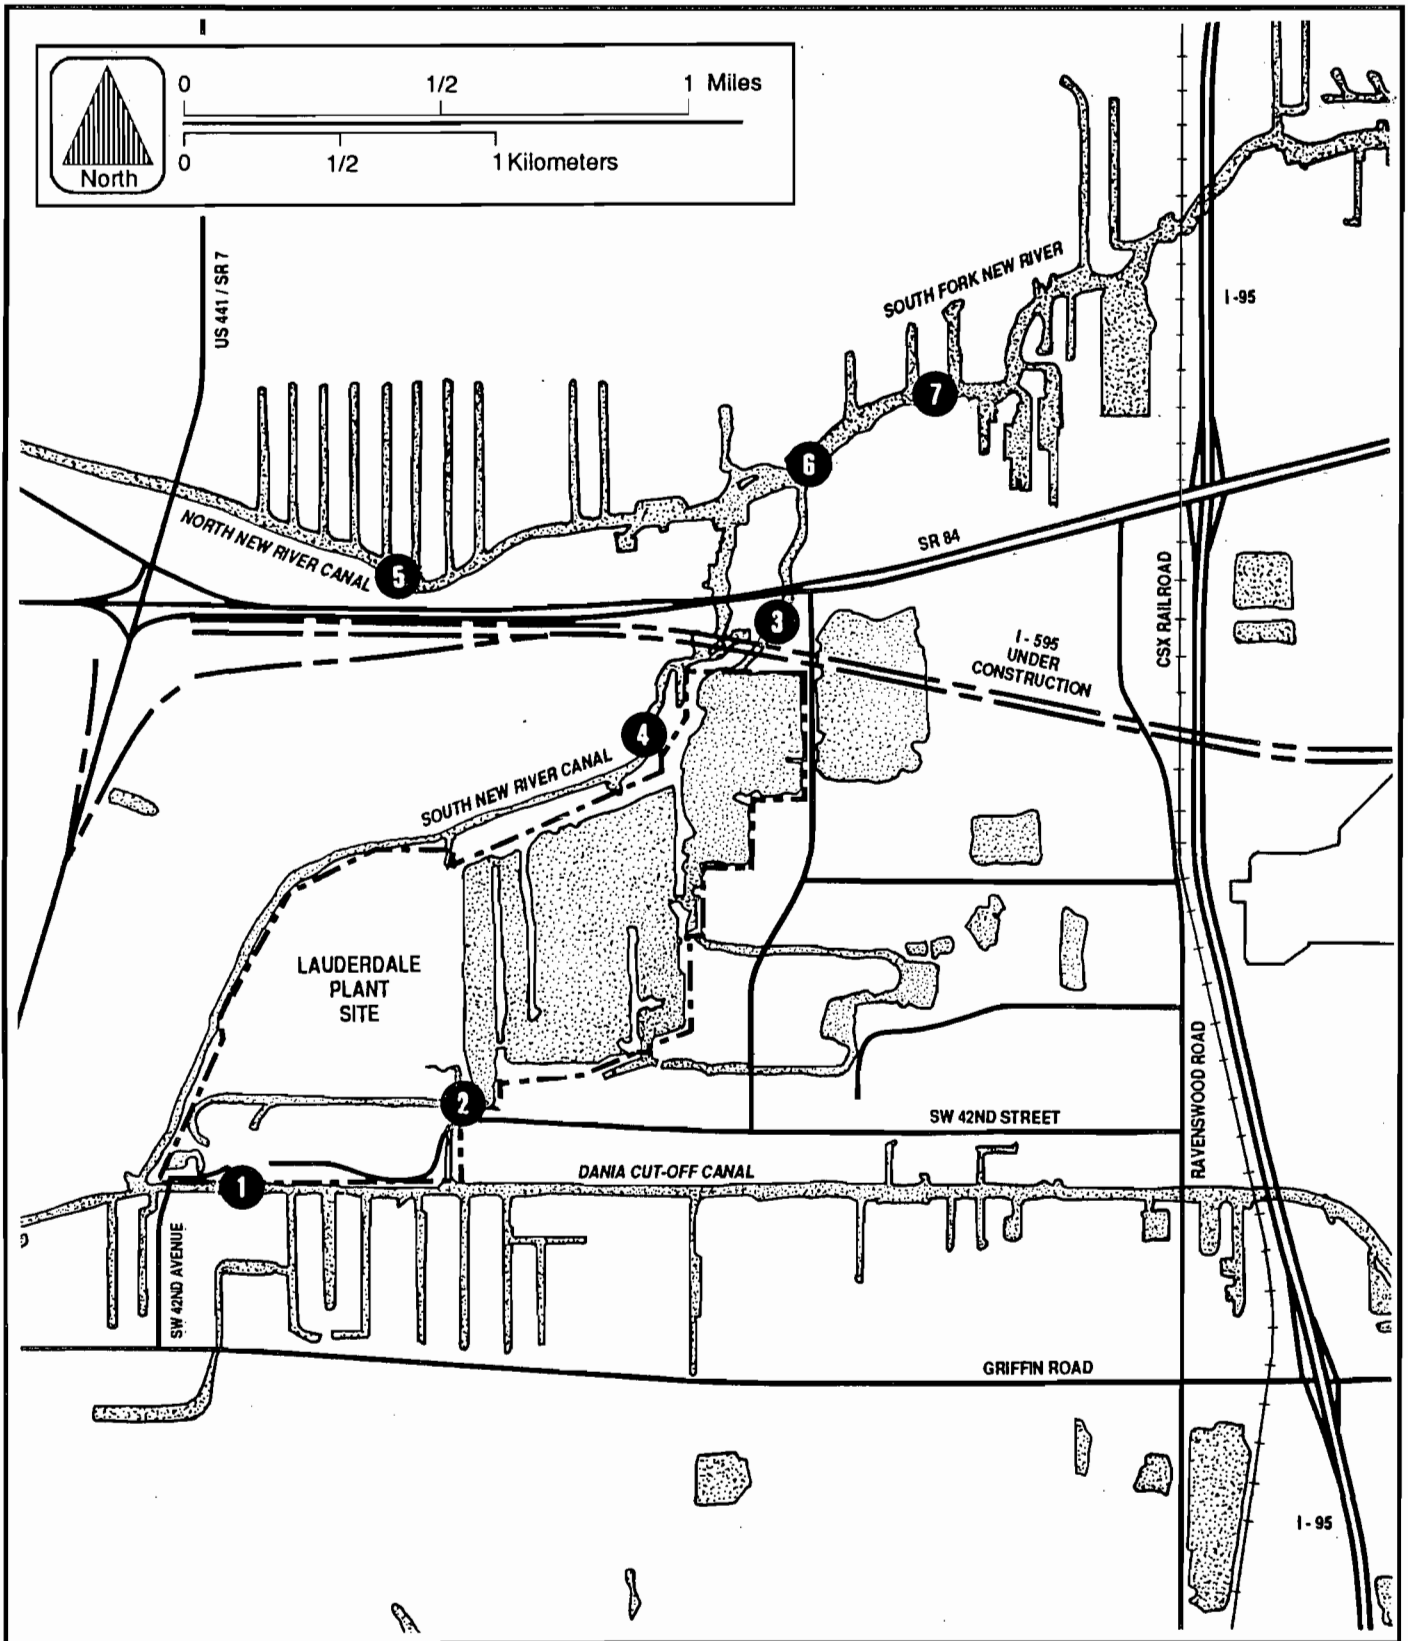 0 1/2 1 Miles
0 1/2 1 Kilometers
North
US 441 / SR 7
SOUTH FORK NEW RIVER
I-95
7
6
NORTH NEW RIVER CANAL
5
SR 84
CSX RAILROAD
3
I - 595
UNDER
CONSTRUCTION
4
SOUTH NEW RIVER CANAL
LAUDERDALE
PLANT
SITE
RAVENSWOOD ROAD
2
SW 42ND STREET
DANIA CUT-OFF CANAL
1
SW 42ND AVENUE
GRIFFIN ROAD
I - 95